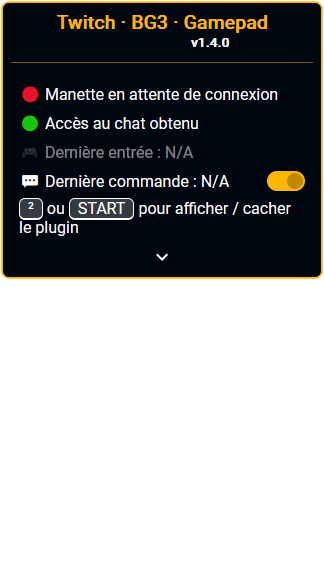 Twitch · BG3 · Gamepad
v1.4.0
Manette en attente de connexion
Accès au chat obtenu
Dernière entrée : N/A
Dernière commande : N/A
² ou START pour afficher / cacher
le plugin